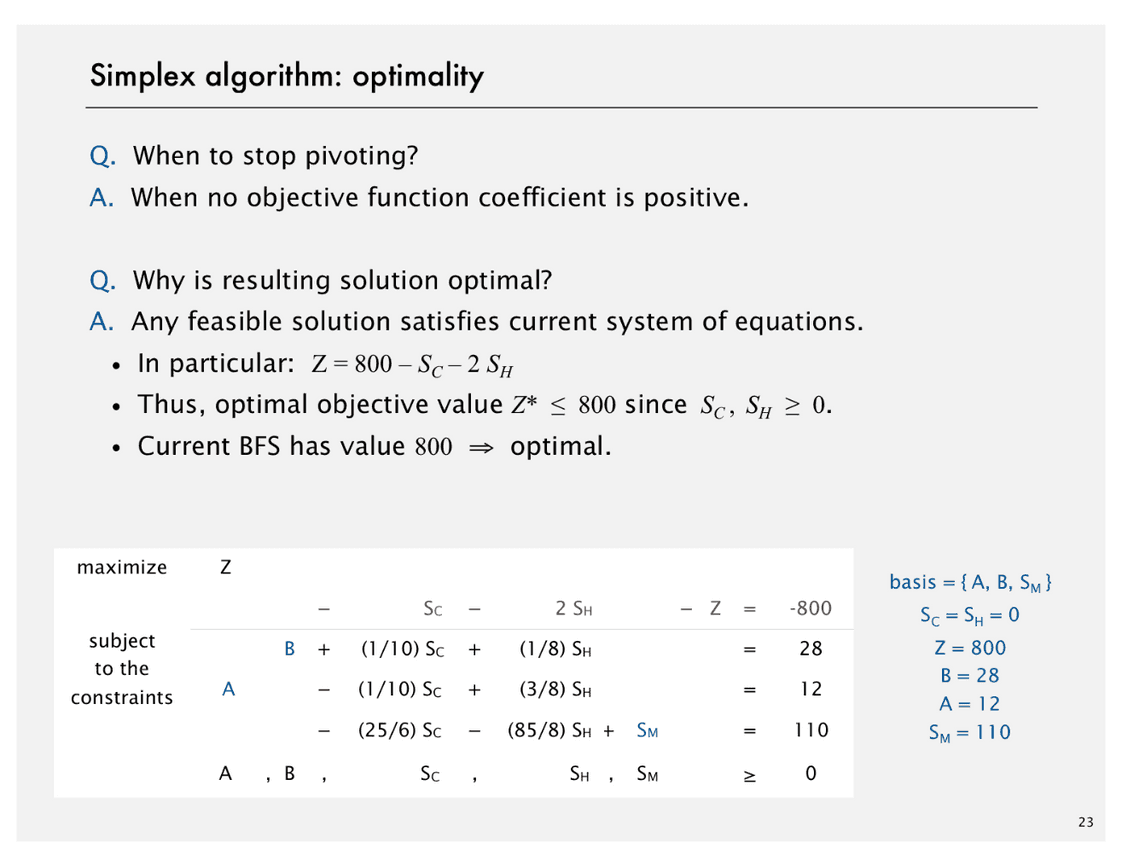 Simplex algorithm: optimality
Q. When to stop pivoting?
A. When no objective function coefficient is positive.
Q. Why is resulting solution optimal?
A. Any feasible solution satisfies current system of equations.
• In particular: Z = 800 – S_C – 2 S_H
• Thus, optimal objective value Z* ≤ 800 since S_C , S_H ≥ 0.
• Current BFS has value 800 ⇒ optimal.
maximize Z
– S_C – 2 S_H – Z = -800
subject to the constraints
B + (1/10) S_C + (1/8) S_H = 28
A – (1/10) S_C + (3/8) S_H = 12
– (25/6) S_C – (85/8) S_H + S_M = 110
A , B , S_C , S_H , S_M ≥ 0
basis = { A, B, S_M }
S_C = S_H = 0
Z = 800
B = 28
A = 12
S_M = 110
23